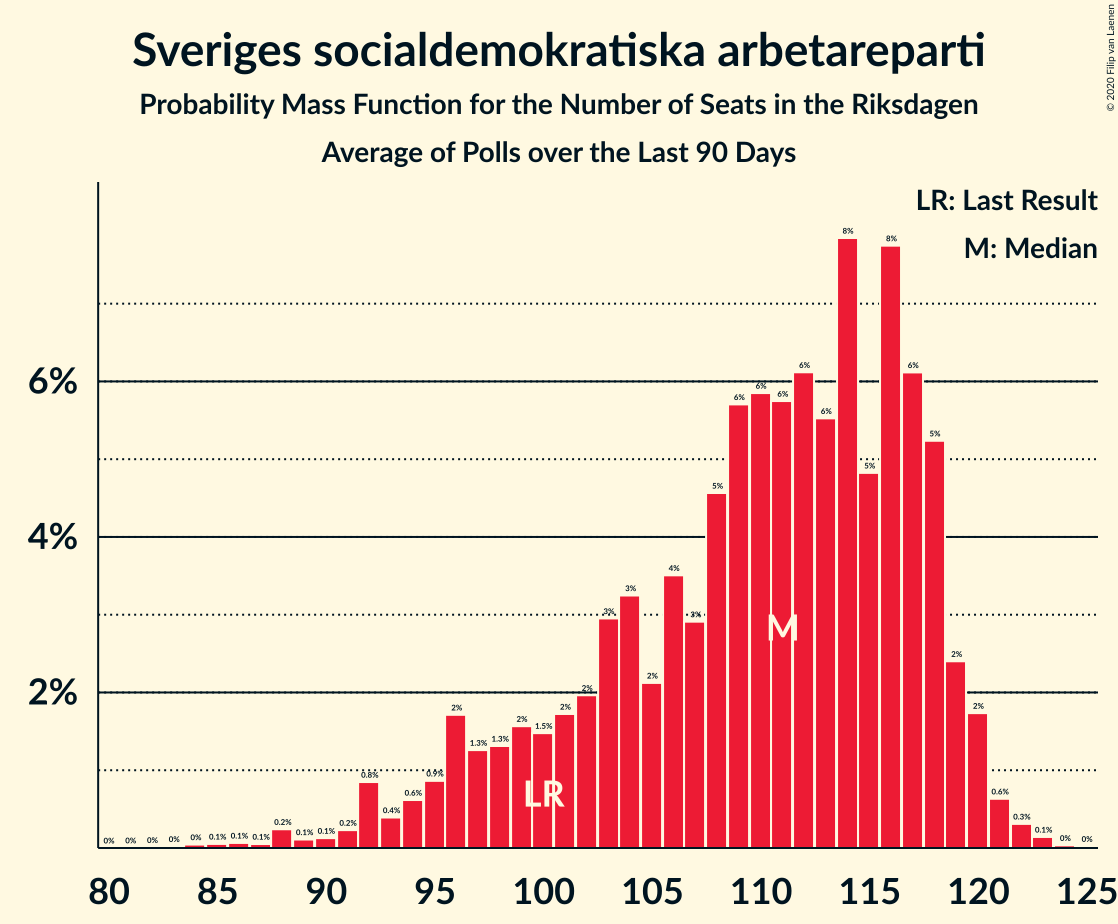 Sveriges socialdemokratiska arbetareparti
Probability Mass Function for the Number of Seats in the Riksdagen
Average of Polls over the Last 90 Days
© 2020 Filip van Laenen
LR: Last Result
M: Median
6%
4%
2%
0% 0% 0% 0% 0% 0.1% 0.1% 0.1% 0.2% 0.1% 0.1% 0.2% 0.8% 0.4% 0.6% 0.9% 2% 1.3% 1.3% 2% 1.5% 2% 2% 3% 3% 2% 4% 3% 5% 6% 6% 6% 6% 6% 8% 5% 8% 6% 5% 2% 2% 0.6% 0.3% 0.1% 0% 0%
M
LR
80 85 90 95 100 105 110 115 120 125